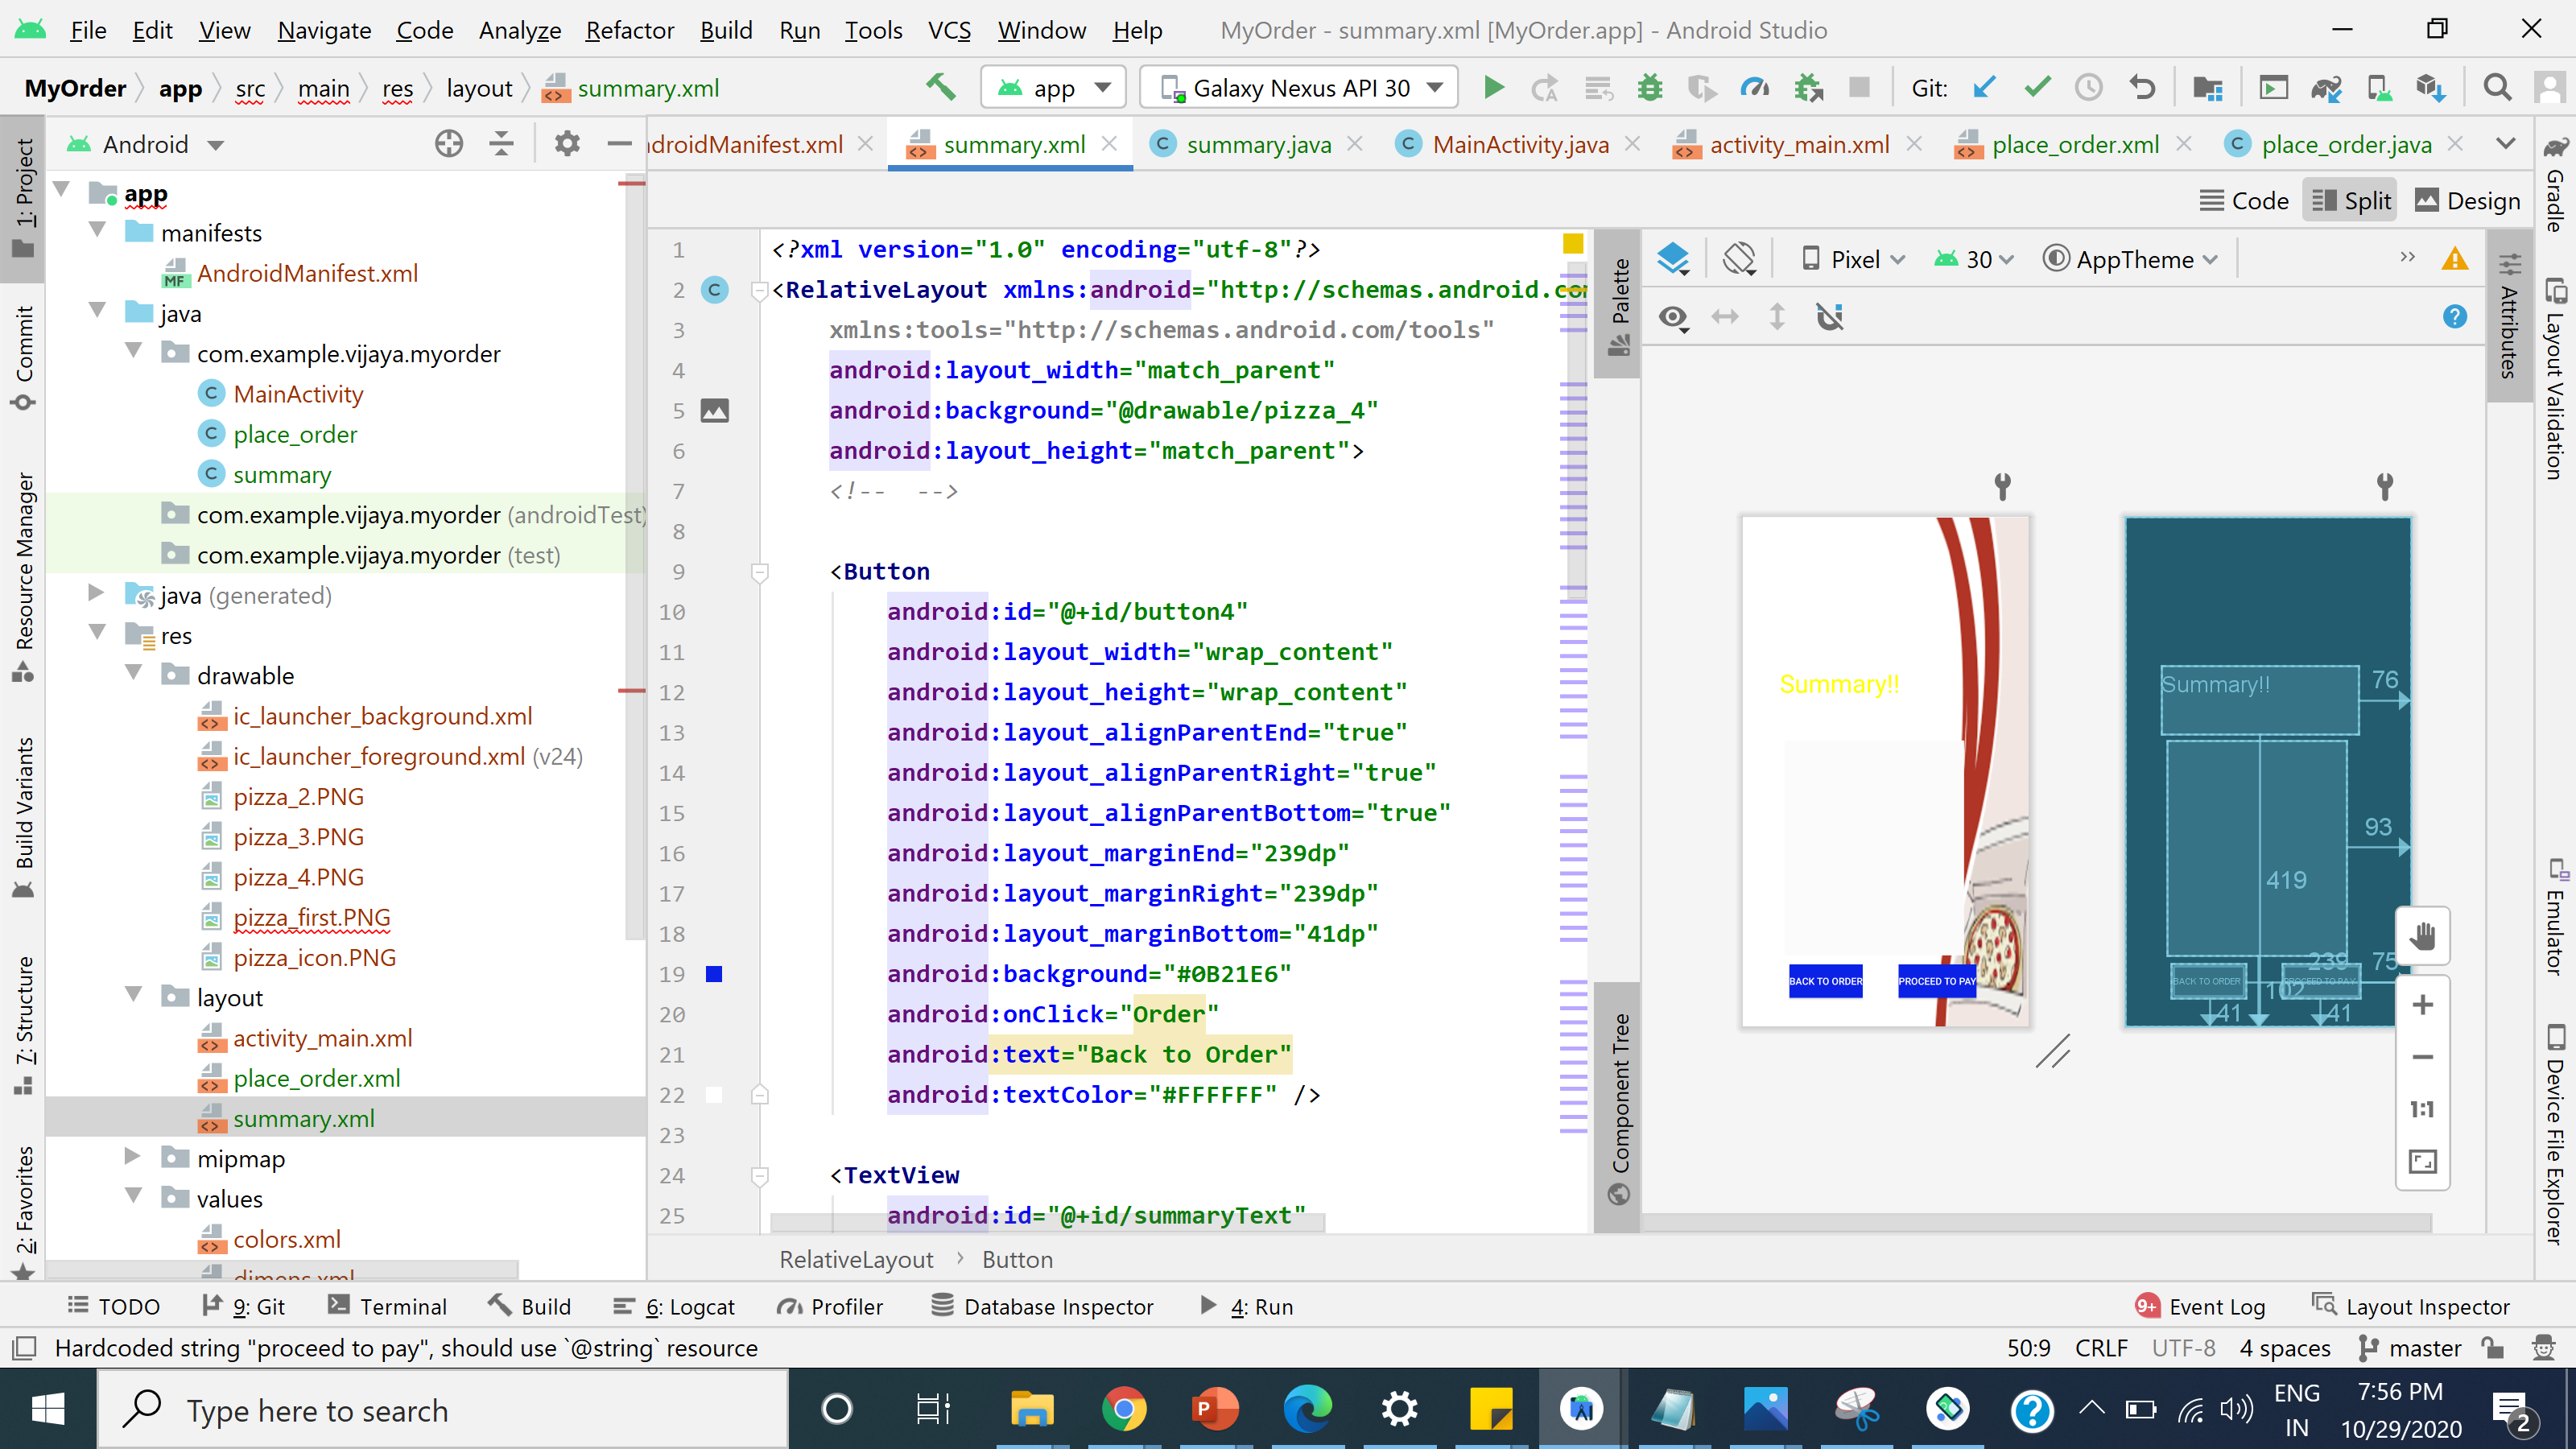 File Edit View Navigate Code Analyze Refactor Build Run Tools VCS Window Help MyOrder - summary.xml [MyOrder.app] - Android Studio
MyOrder app src main res layout summary.xml app Galaxy Nexus API 30 Git:
Android
ndroidManifest.xml summary.xml summary.java MainActivity.java activity_main.xml place_order.xml place_order.java
Code Split Design
1: Project
Commit
Resource Manager
Build Variants
7: Structure
2: Favorites
app
manifests
AndroidManifest.xml
java
com.example.vijaya.myorder
MainActivity
place_order
summary
com.example.vijaya.myorder (androidTest)
com.example.vijaya.myorder (test)
java (generated)
res
drawable
ic_launcher_background.xml
ic_launcher_foreground.xml (v24)
pizza_2.PNG
pizza_3.PNG
pizza_4.PNG
pizza_first.PNG
pizza_icon.PNG
layout
activity_main.xml
place_order.xml
summary.xml
mipmap
values
colors.xml
dimens.xml
1 <?xml version="1.0" encoding="utf-8"?>
2 <RelativeLayout xmlns:android="http://schemas.android.com
3 xmlns:tools="http://schemas.android.com/tools"
4 android:layout_width="match_parent"
5 android:background="@drawable/pizza_4"
6 android:layout_height="match_parent">
7 <!-- -->
8
9 <Button
10 android:id="@+id/button4"
11 android:layout_width="wrap_content"
12 android:layout_height="wrap_content"
13 android:layout_alignParentEnd="true"
14 android:layout_alignParentRight="true"
15 android:layout_alignParentBottom="true"
16 android:layout_marginEnd="239dp"
17 android:layout_marginRight="239dp"
18 android:layout_marginBottom="41dp"
19 android:background="#0B21E6"
20 android:onClick="Order"
21 android:text="Back to Order"
22 android:textColor="#FFFFFF" />
23
24 <TextView
25 android:id="@+id/summaryText"
RelativeLayout › Button
Palette
Component Tree
Pixel 30 AppTheme
Summary!!
BACK TO ORDER PROCEED TO PAY
Summary!! 76
93
419
239 75
BACK TO ORDER PROCEED TO PAY
102
41 41
1:1
Attributes
Gradle
Layout Validation
Emulator
Device File Explorer
TODO 9: Git Terminal Build 6: Logcat Profiler Database Inspector 4: Run 9+ Event Log Layout Inspector
Hardcoded string "proceed to pay", should use `@string` resource 50:9 CRLF UTF-8 4 spaces master
Type here to search
ENG
IN
7:56 PM
10/29/2020
2